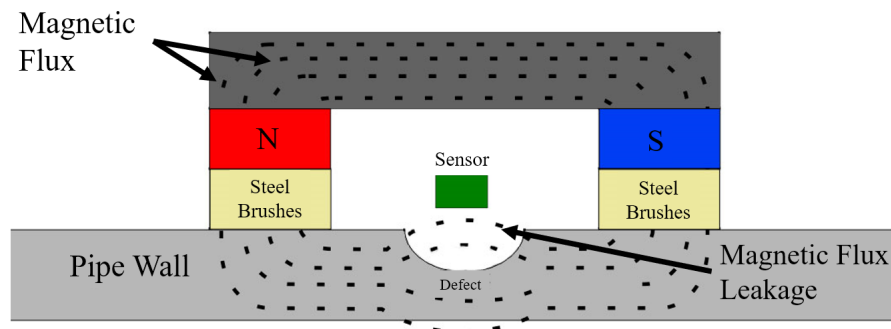 Magnetic
Flux
N
S
Sensor
Steel
Brushes
Steel
Brushes
Pipe Wall
Defect
Magnetic Flux
Leakage